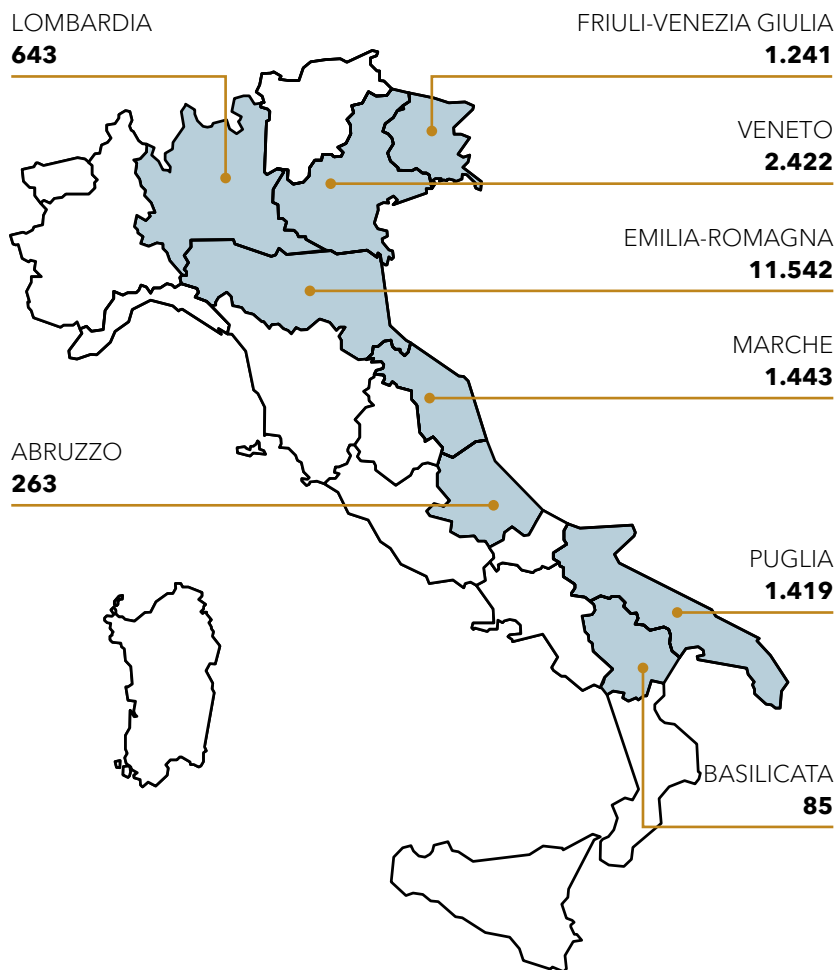 LOMBARDIA
643
FRIULI-VENEZIA GIULIA
1.241
VENETO
2.422
EMILIA-ROMAGNA
11.542
MARCHE
1.443
ABRUZZO
263
PUGLIA
1.419
BASILICATA
85